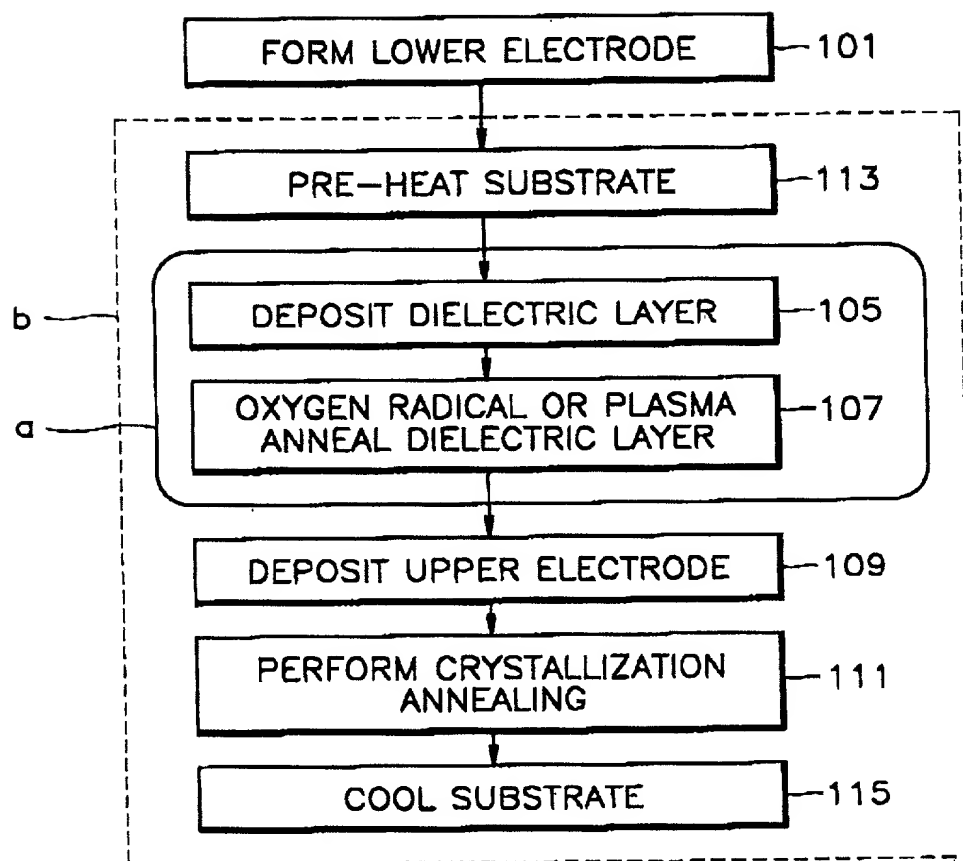 FORM LOWER ELECTRODE 101
PRE-HEAT SUBSTRATE 113
DEPOSIT DIELECTRIC LAYER 105
b
OXYGEN RADICAL OR PLASMA
ANNEAL DIELECTRIC LAYER 107
a
DEPOSIT UPPER ELECTRODE 109
PERFORM CRYSTALLIZATION
ANNEALING 111
COOL SUBSTRATE 115